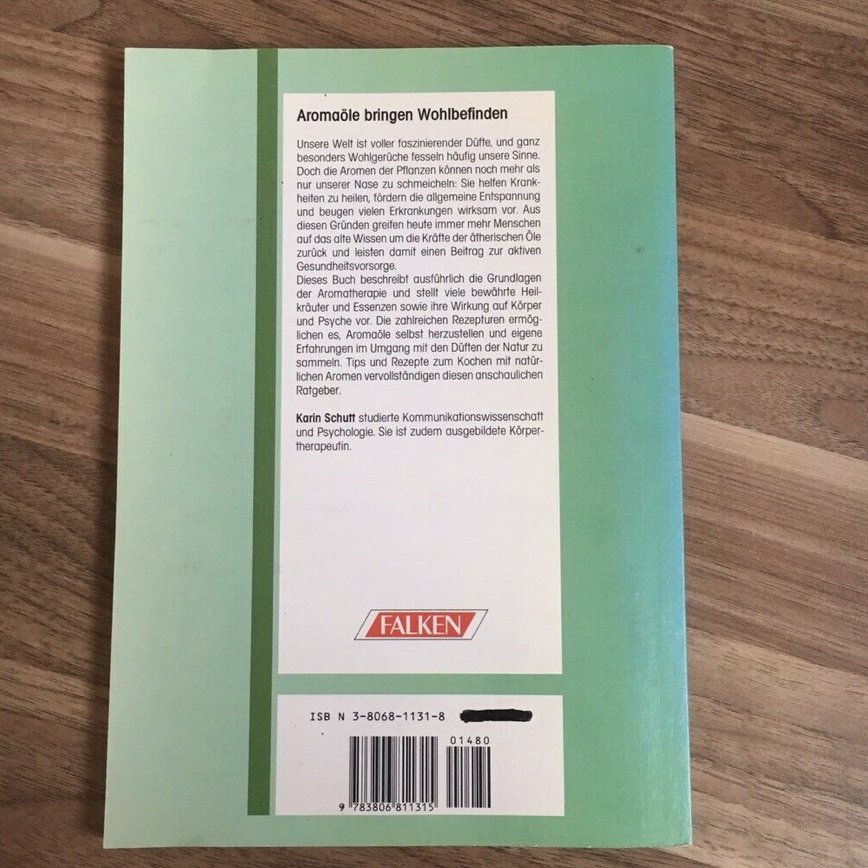 Aromaöle bringen Wohlbefinden
Unsere Welt ist voller faszinierender Düfte, und ganz
besonders Wohlgerüche fesseln häufig unsere Sinne.
Doch die Aromen der Pflanzen können noch mehr als
nur unserer Nase zu schmeicheln: Sie helfen Krank-
heiten zu heilen, fördern die allgemeine Entspannung
und beugen vielen Erkrankungen wirksam vor. Aus
diesen Gründen greifen heute immer mehr Menschen
auf das alte Wissen um die Kräfte der ätherischen Öle
zurück und leisten damit einen Beitrag zur aktiven
Gesundheitsvorsorge.
Dieses Buch beschreibt ausführlich die Grundlagen
der Aromatherapie und stellt viele bewährte Heil-
kräuter und Essenzen sowie ihre Wirkung auf Körper
und Psyche vor. Die zahlreichen Rezepturen ermög-
lichen es, Aromaöle selbst herzustellen und eigene
Erfahrungen im Umgang mit den Düften der Natur zu
sammeln. Tips und Rezepte zum Kochen mit natür-
lichen Aromen vervollständigen diesen anschaulichen
Ratgeber.
Karin Schutt studierte Kommunikationswissenschaft
und Psychologie. Sie ist zudem ausgebildete Körper-
therapeutin.
FALKEN
ISBN 3-8068-1131-8
01480
9 783806 811315